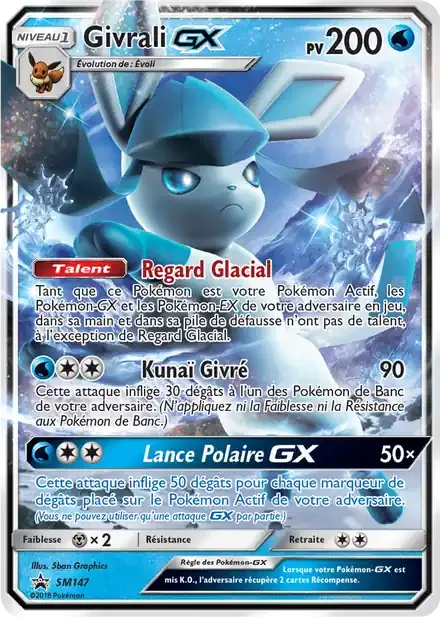 NIVEAU 1
Givrali GX
PV 200
Évolution de : Évoli
Talent Regard Glacial
Tant que ce Pokémon est votre Pokémon Actif, les
Pokémon-GX et les Pokémon-EX de votre adversaire en jeu,
dans sa main et dans sa pile de défausse n'ont pas de talent,
à l'exception de Regard Glacial.
Kunaï Givré 90
Cette attaque inflige 30 dégâts à l'un des Pokémon de Banc
de votre adversaire. (N'appliquez ni la Faiblesse ni la Résistance
aux Pokémon de Banc.)
Lance Polaire GX 50×
Cette attaque inflige 50 dégâts pour chaque marqueur de
dégâts placé sur le Pokémon Actif de votre adversaire.
(Vous ne pouvez utiliser qu'une attaque GX par partie.)
Faiblesse × 2 Résistance Retraite
Illus. 5ban Graphics
Règle des Pokémon-GX
Lorsque votre Pokémon-GX est
mis K.O., l'adversaire récupère 2 cartes Récompense.
SM147
©2018 Pokémon